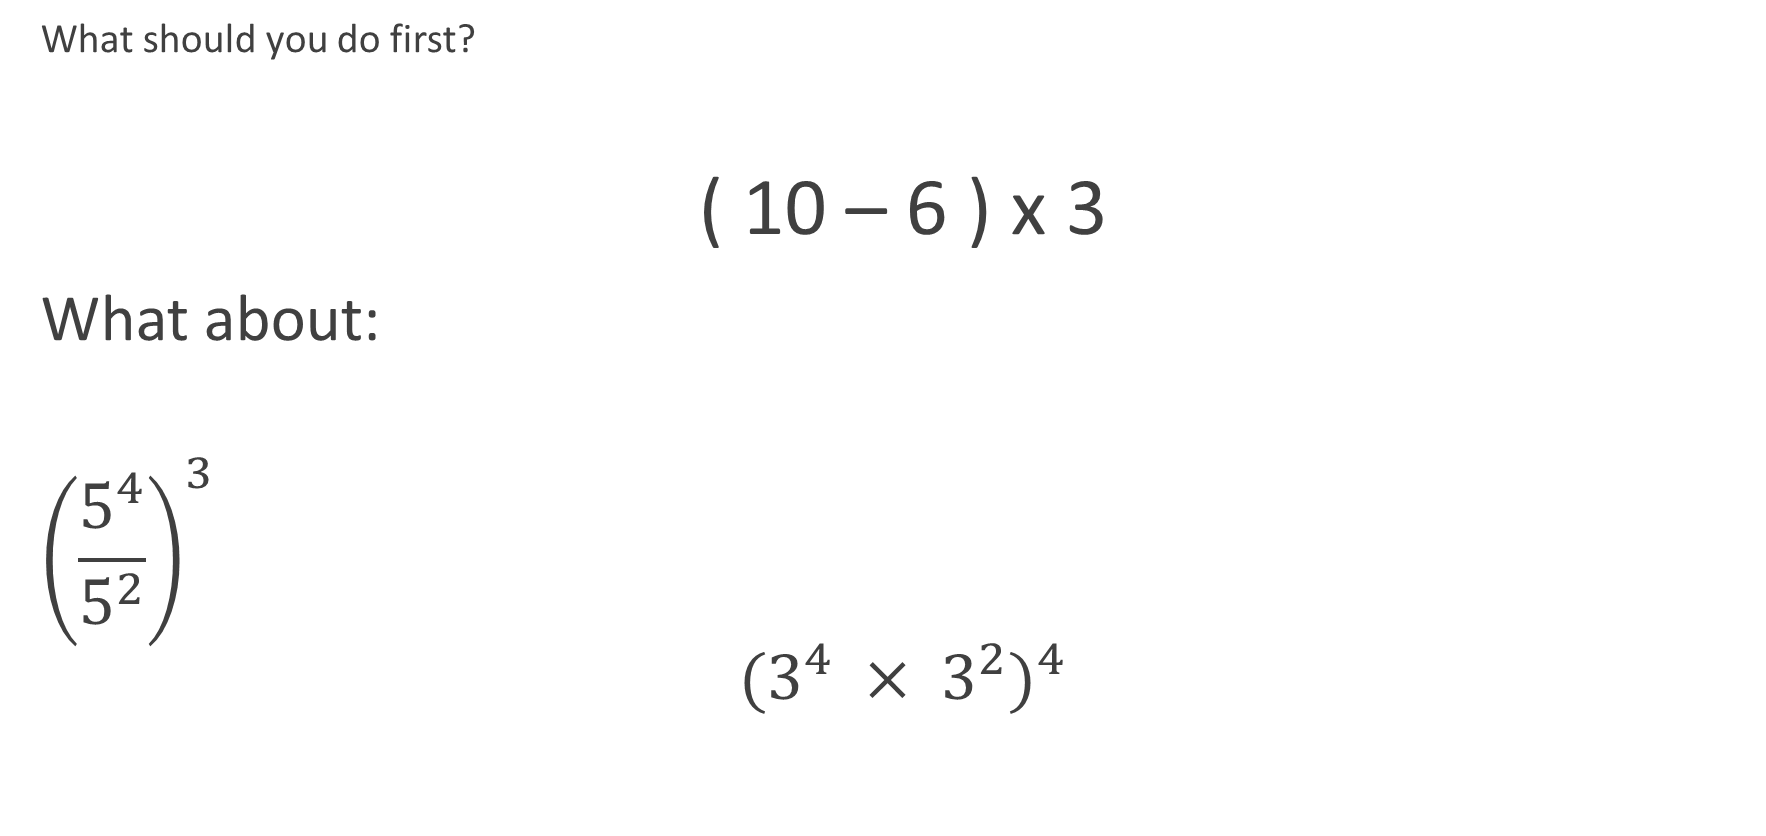 What should you do first?
( 10 – 6 ) x 3
What about:
(5⁴/5²)³
(3⁴ × 3²)⁴